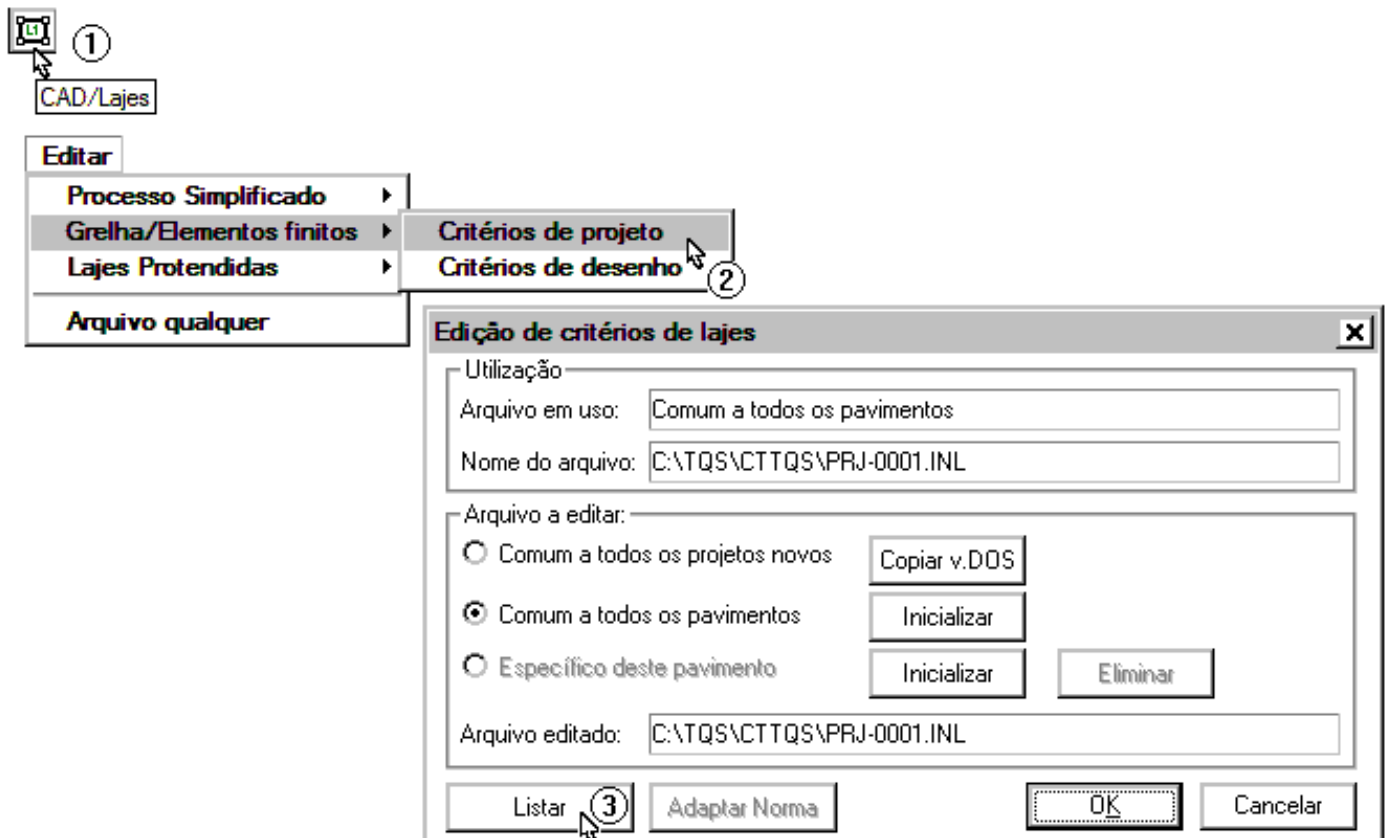 L1
1
CAD/Lajes
Editar
Processo Simplificado
Grelha/Elementos finitos
Lajes Protendidas
Arquivo qualquer
Critérios de projeto
Critérios de desenho
2
Edição de critérios de lajes
Utilização
Arquivo em uso: Comum a todos os pavimentos
Nome do arquivo: C:\TQS\CTTQS\PRJ-0001.INL
Arquivo a editar:
Comum a todos os projetos novos Copiar v.DOS
Comum a todos os pavimentos Inicializar
Específico deste pavimento Inicializar Eliminar
Arquivo editado: C:\TQS\CTTQS\PRJ-0001.INL
Listar 3 Adaptar Norma OK Cancelar